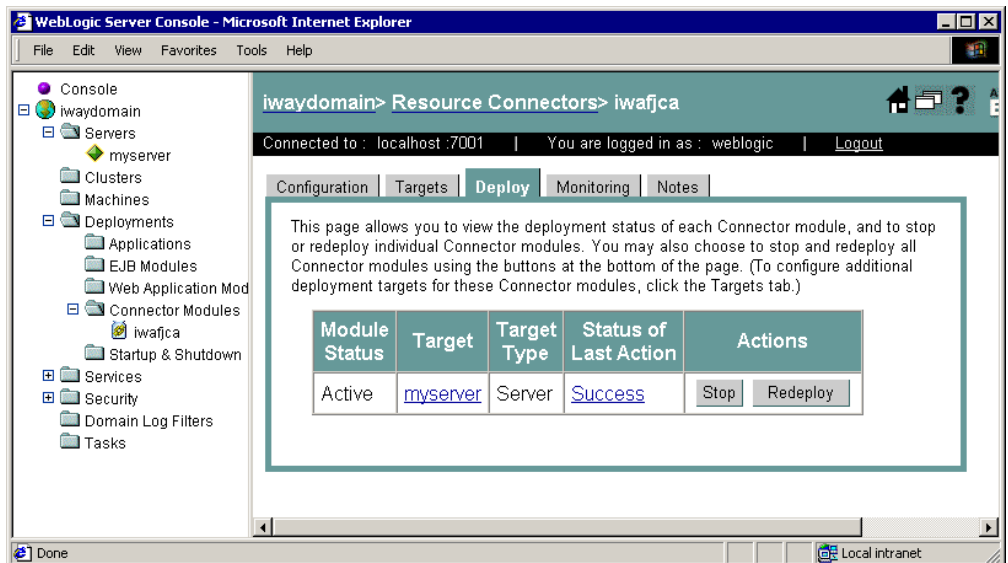 WebLogic Server Console - Microsoft Internet Explorer
File Edit View Favorites Tools Help
Console
iwaydomain
Servers
myserver
Clusters
Machines
Deployments
Applications
EJB Modules
Web Application Mod
Connector Modules
iwafjca
Startup & Shutdown
Services
Security
Domain Log Filters
Tasks
iwaydomain> Resource Connectors> iwafjca
Connected to : localhost :7001 | You are logged in as : weblogic | Logout
Configuration Targets Deploy Monitoring Notes
This page allows you to view the deployment status of each Connector module, and to stop
or redeploy individual Connector modules. You may also choose to stop and redeploy all
Connector modules using the buttons at the bottom of the page. (To configure additional
deployment targets for these Connector modules, click the Targets tab.)
Module Status Target Target Type Status of Last Action Actions
Active myserver Server Success Stop Redeploy
Done
Local intranet